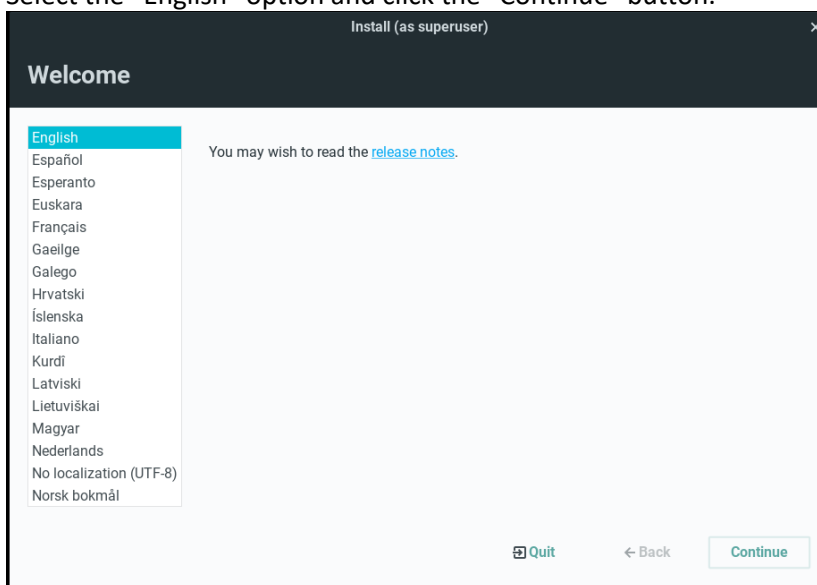 Select the "English" option and click the "Continue" button.
Install (as superuser)
Welcome
English
Español
Esperanto
Euskara
Français
Gaeilge
Galego
Hrvatski
Íslenska
Italiano
Kurdî
Latviski
Lietuviškai
Magyar
Nederlands
No localization (UTF-8)
Norsk bokmål
You may wish to read the release notes.
Quit
Back
Continue